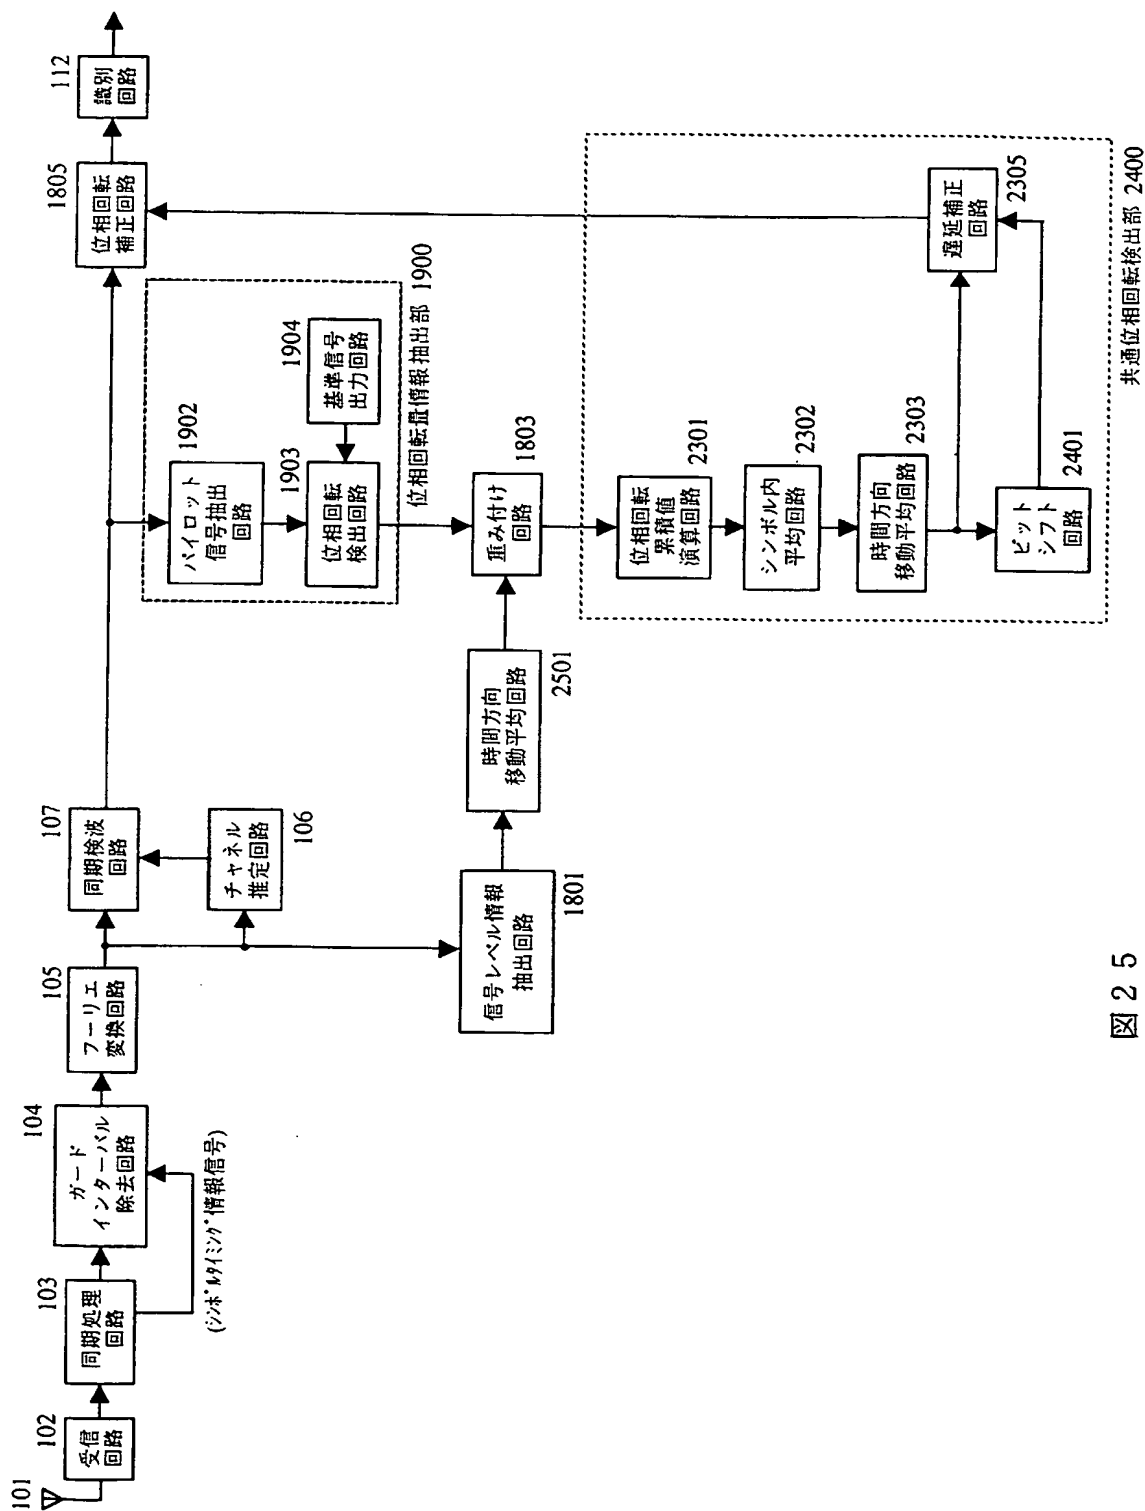 101
102
受信
回路
103
同期処理
回路
(シンボルタイミング情報信号)
104
ガード
インターバル
除去回路
105
フーリエ
変換回路
107
同期検波
回路
106
チャネル
推定回路
1805
位相回転
補正回路
112
識別
回路
1902
パイロット
信号抽出
回路
1903
位相回転
検出回路
1904
基準信号
出力回路
位相回転量情報抽出部 1900
1801
信号レベル情報
抽出回路
2501
時間方向
移動平均回路
1803
重み付け
回路
2301
位相回転
累積値
演算回路
2302
シンボル内
平均回路
2303
時間方向
移動平均回路
2401
ビット
シフト
回路
2305
遅延補正
回路
共通位相回転検出部 2400
図25